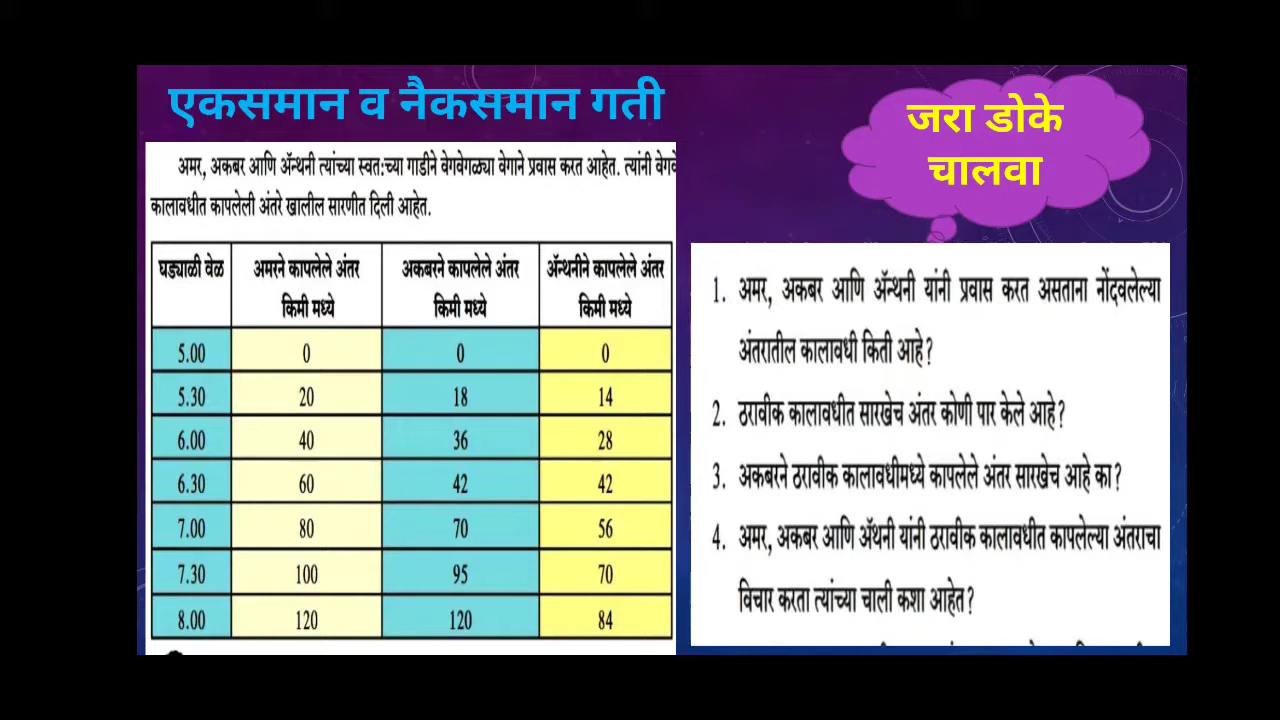 एकसमान व नैकसमान गती
जरा डोके
चालवा
अमर, अकबर आणि ॲन्थनी त्यांच्या स्वत:च्या गाडीने वेगवेगळ्या वेगाने प्रवास करत आहेत. त्यांनी
कालावधीत कापलेली अंतरे खालील सारणीत दिली आहेत.
घड्याळी वेळ अमरने कापलेले अंतर अकबरने कापलेले अंतर ॲन्थनीने कापलेले अंतर
किमी मध्ये किमी मध्ये किमी मध्ये
5.00 0 0 0
5.30 20 18 14
6.00 40 36 28
6.30 60 42 42
7.00 80 70 56
7.30 100 95 70
8.00 120 120 84
1. अमर, अकबर आणि ॲन्थनी यांनी प्रवास करत असताना नोंदवलेल्या
अंतरातील कालावधी किती आहे?
2. ठरावीक कालावधीत सारखेच अंतर कोणी पार केले आहे?
3. अकबरने ठरावीक कालावधीमध्ये कापलेले अंतर सारखेच आहे का?
4. अमर, अकबर आणि ॲथनी यांनी ठरावीक कालावधीत कापलेल्या अंतराचा
विचार करता त्यांच्या चाली कशा आहेत?